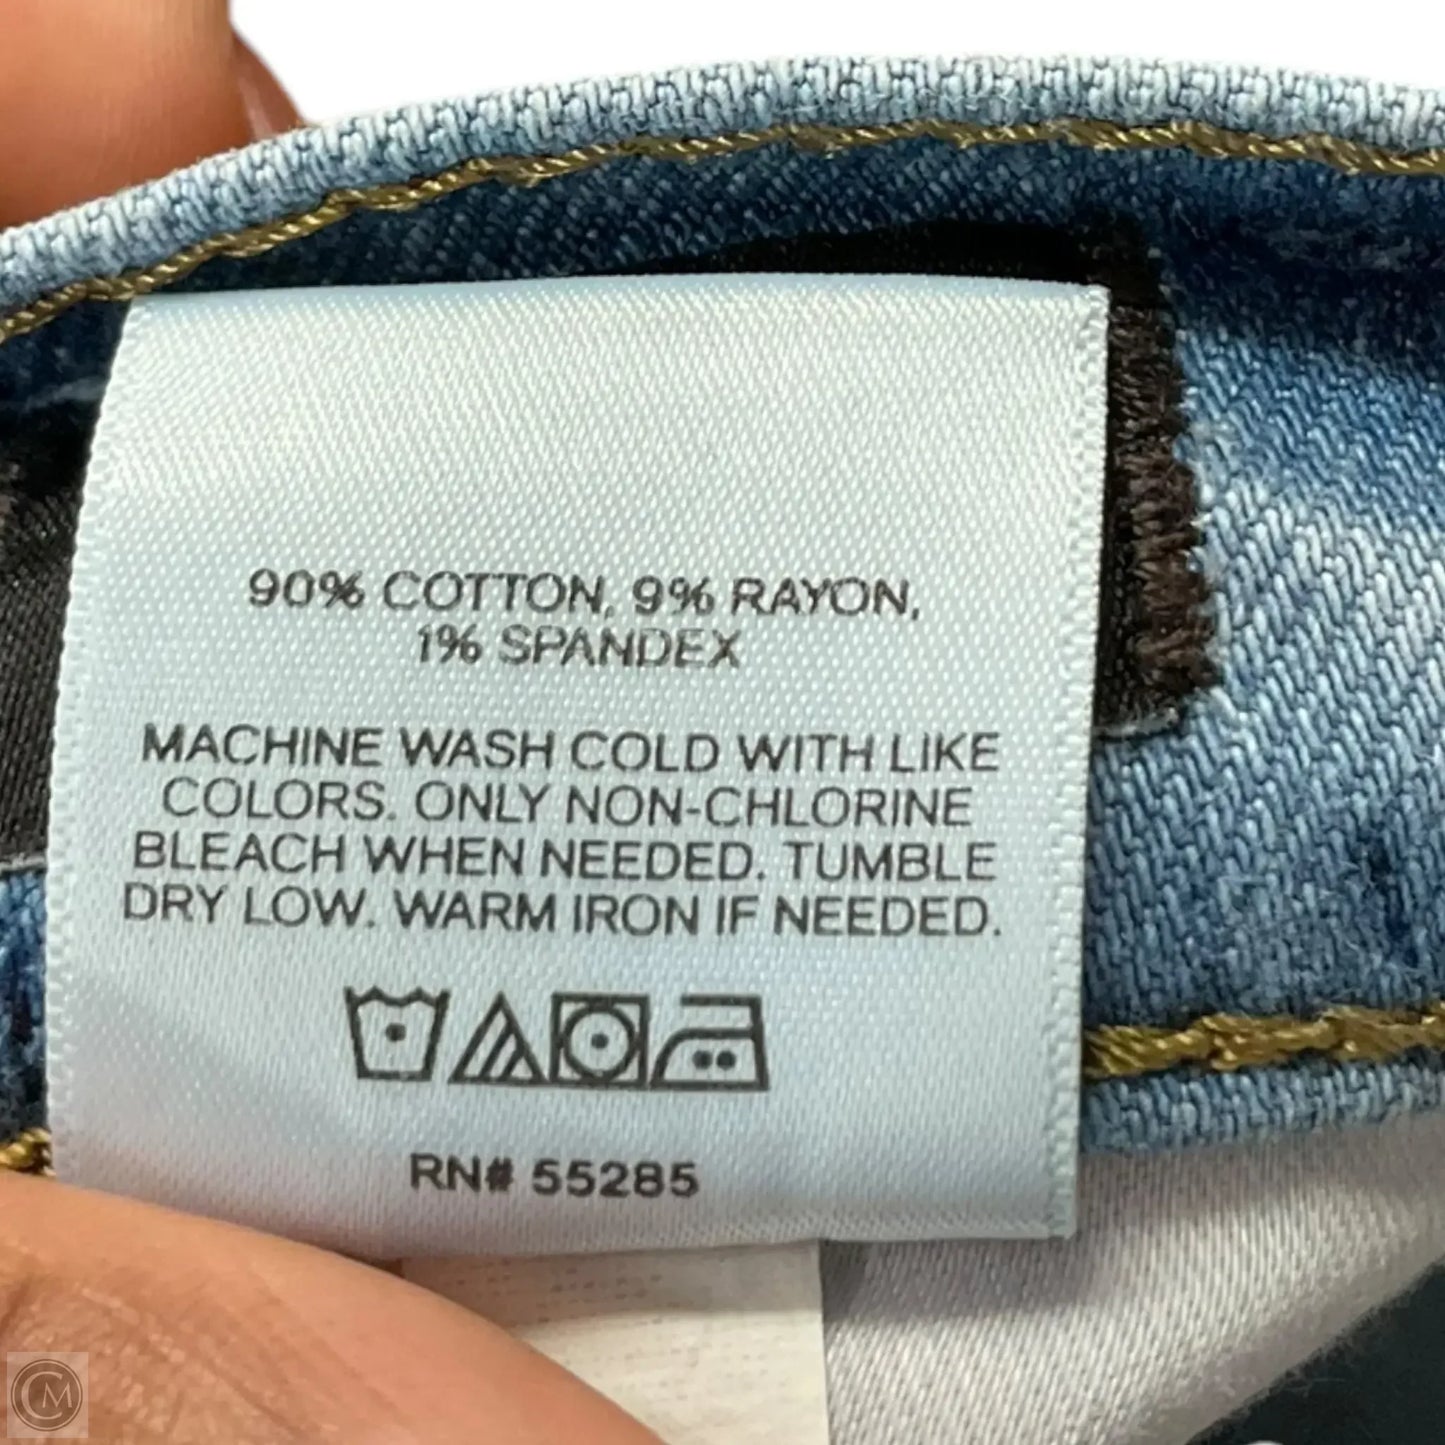 90% COTTON, 9% RAYON,
1% SPANDEX
MACHINE WASH COLD WITH LIKE
COLORS. ONLY NON-CHLORINE
BLEACH WHEN NEEDED. TUMBLE
DRY LOW. WARM IRON IF NEEDED.
RN# 55285
CM